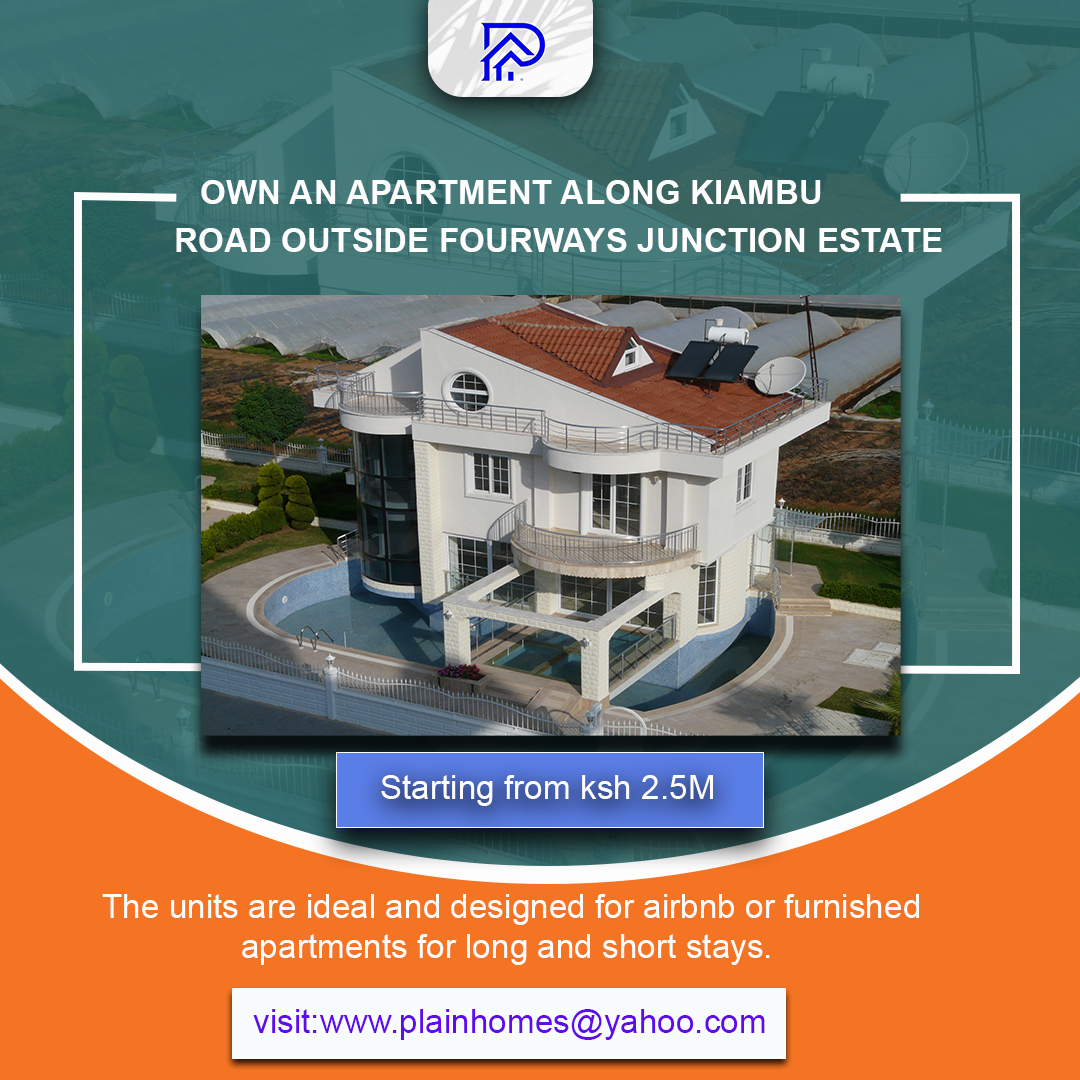 OWN AN APARTMENT ALONG KIAMBU
ROAD OUTSIDE FOURWAYS JUNCTION ESTATE
Starting from ksh 2.5M
The units are ideal and designed for airbnb or furnished
apartments for long and short stays.
visit:www.plainhomes@yahoo.com